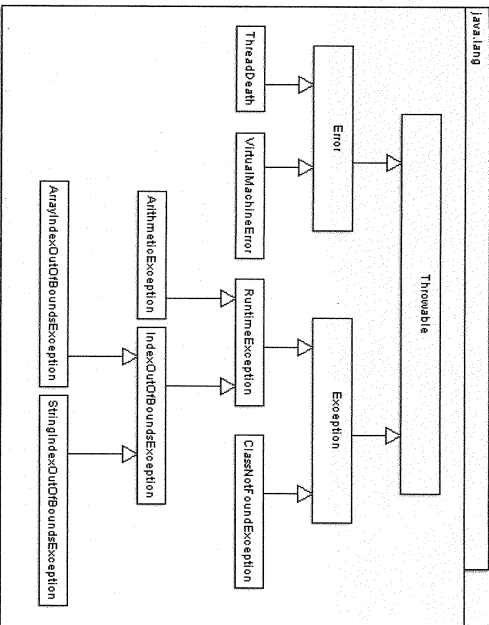 java.lang
Throwable
Error
Exception
ThreadDeath
VirtualMachineError
RuntimeException
ClassNotFoundException
ArithmeticException
IndexOutOfBoundsException
ArrayIndexOutOfBoundsException
StringIndexOutOfBoundsException